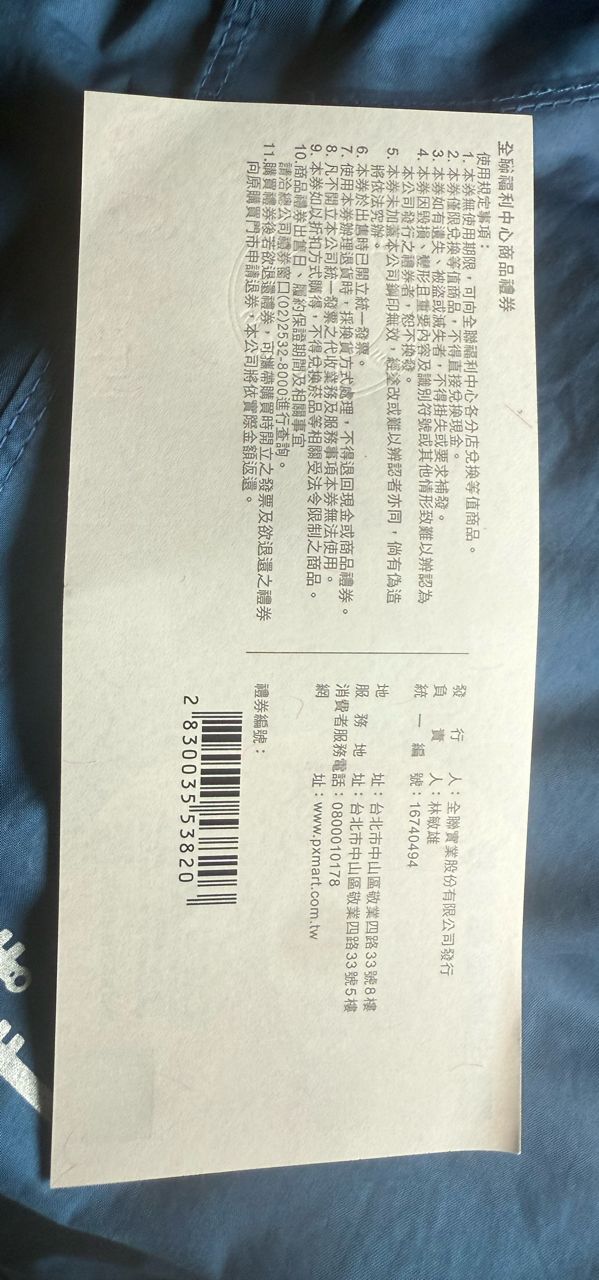 全聯福利中心商品禮券
使用規定事項：
1. 本券無使用期限，可向全聯福利中心各分店兌換等值商品。
2. 本券僅限兌換等值商品，不得直接兌換現金。
3. 本券如有遺失、被盜或滅失者，不得掛失或要求補發。
4. 本券因毀損、變形且重要內容及識別符號或其他情形致難以辨認為
本公司發行之禮券者，恕不換發。
5. 本券未加蓋本公司鋼印無效，經塗改或難以辨認者亦同，倘有偽造
將依法究辦。
6. 本券於出售時已開立統一發票。
7. 使用本券辦理退貨時，採換貨方式處理，不得退回現金或商品禮券。
8. 凡不開立本公司統一發票之代收業務及服務事項本券無法使用。
9. 本券如以折扣方式購得，不得兌換菸品等相關受法令限制之商品。
10.商品禮券出售日、履約保證期間及相關事宜
請洽總公司禮券窗口(02)2532-8000進行查詢。
11.購買禮券後若欲退還禮券，可攜帶購買時開立之發票及欲退還之禮券
向原購買門市申請退券，本公司將依實際金額返還。
發行人：全聯實業股份有限公司發行
負責人：林敏雄
統一編號：16740494
地址：台北市中山區敬業四路33號8樓
服務地址：台北市中山區敬業四路33號5樓
消費者服務電話：0800010178
網址：www.pxmart.com.tw
禮券編號：
2 830035 53820